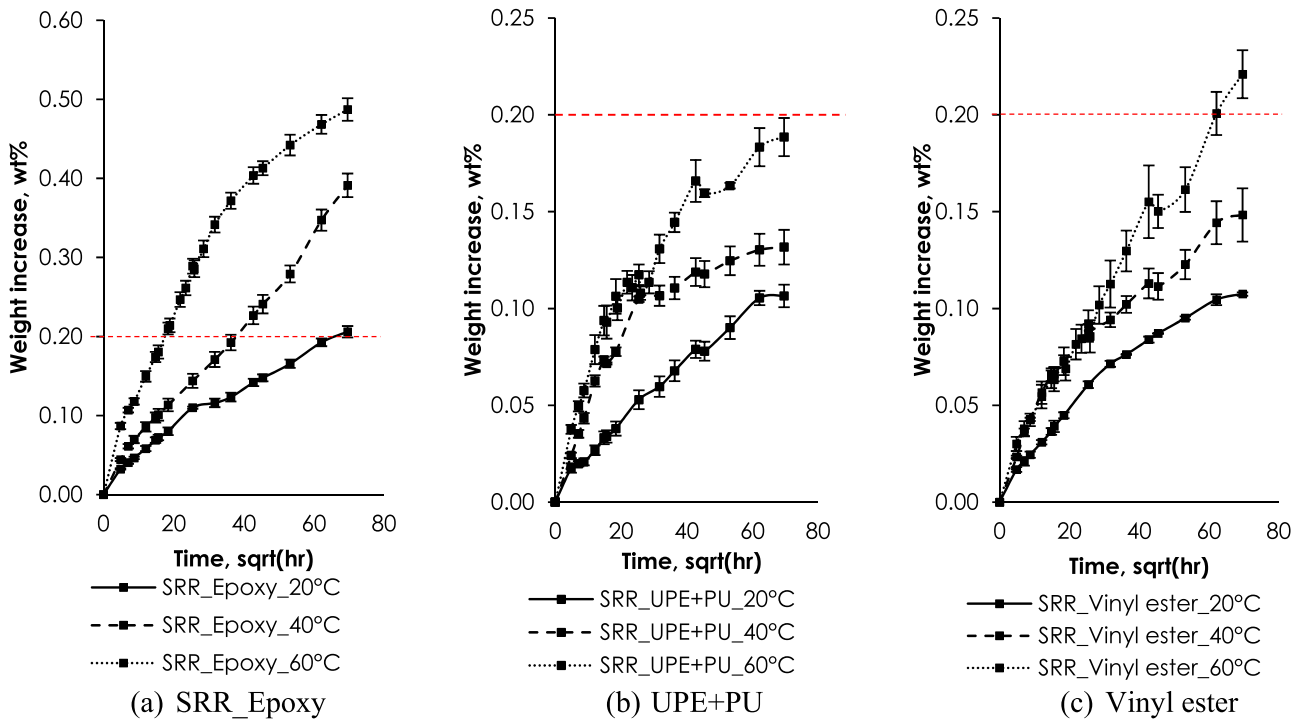 0.60
0.50
0.40
0.30
0.20
0.10
0.00
Weight increase, wt%
0 20 40 60 80
Time, sqrt(hr)
SRR_Epoxy_20°C
SRR_Epoxy_40°C
SRR_Epoxy_60°C
(a) SRR_Epoxy
0.25
0.20
0.15
0.10
0.05
0.00
Weight increase, wt%
0 20 40 60 80
Time, sqrt(hr)
SRR_UPE+PU_20°C
SRR_UPE+PU_40°C
SRR_UPE+PU_60°C
(b) UPE+PU
0.25
0.20
0.15
0.10
0.05
0.00
Weight increase, wt%
0 20 40 60 80
Time, sqrt(hr)
SRR_Vinyl ester_20°C
SRR_Vinyl ester_40°C
SRR_Vinyl ester_60°C
(c) Vinyl ester